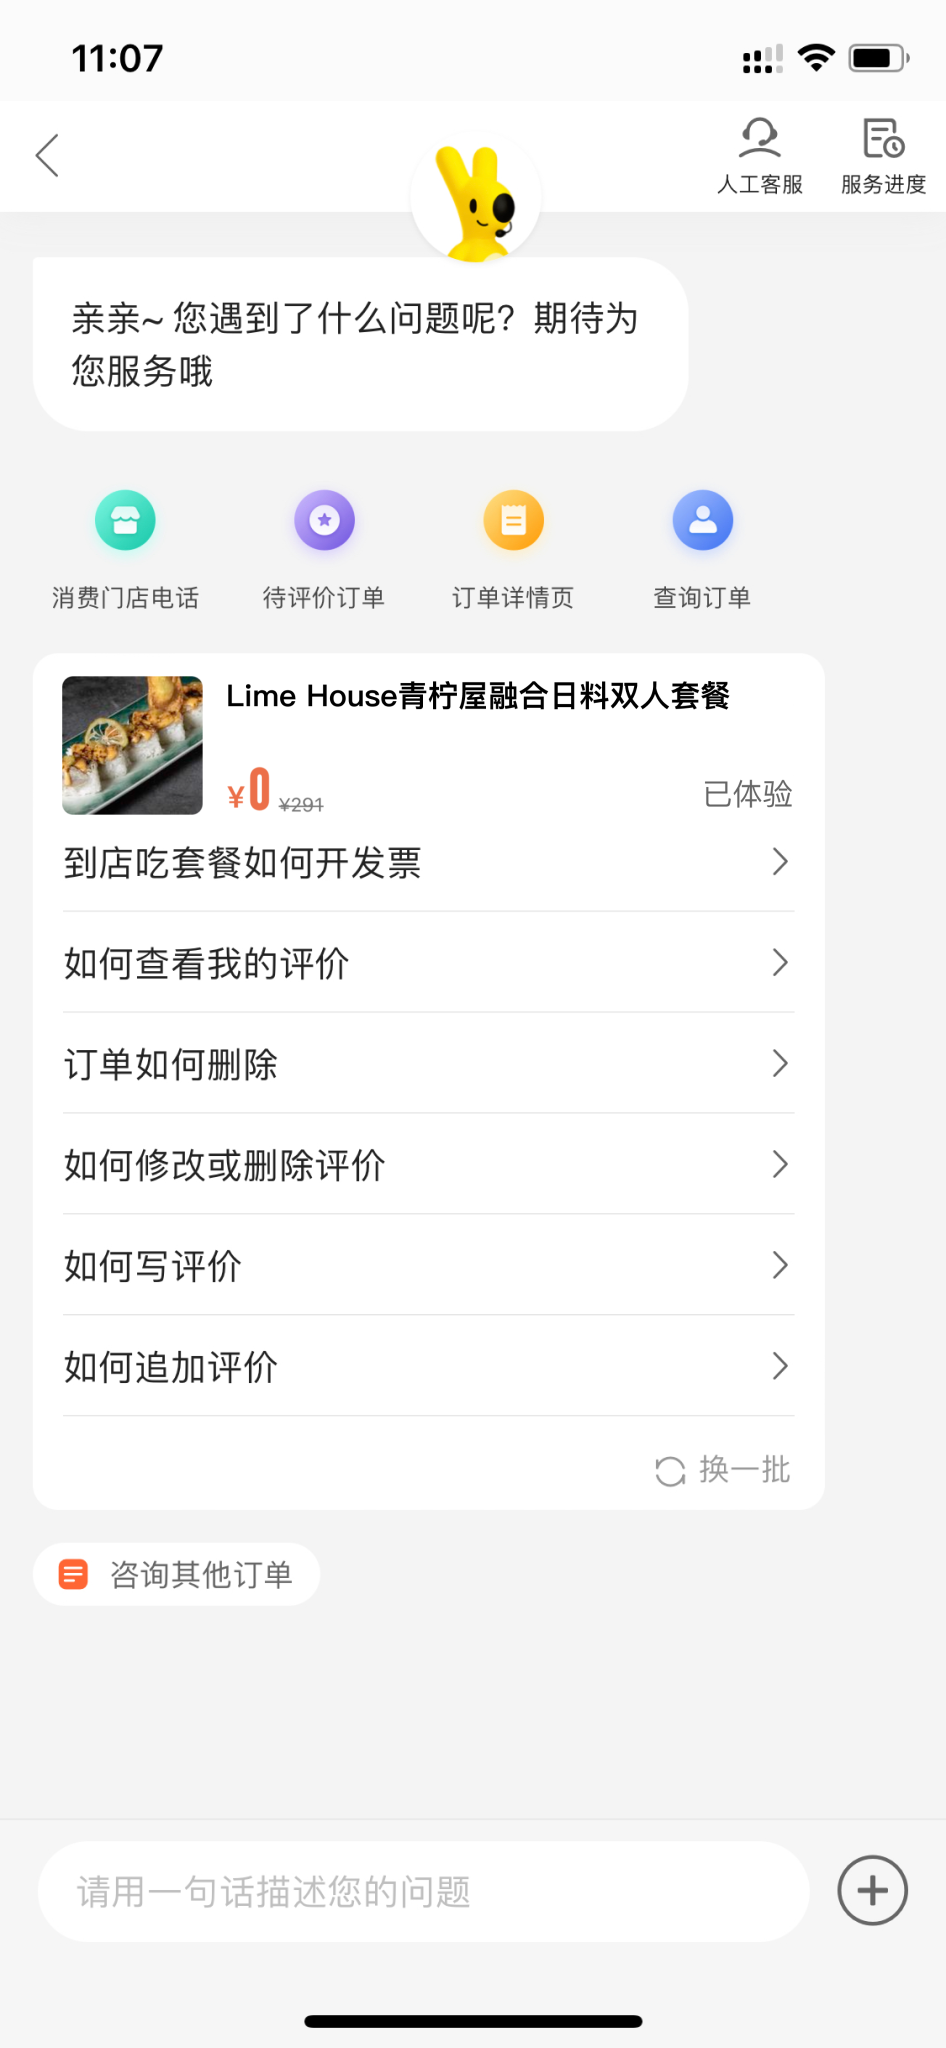 11:07
人工客服
服务进度
亲亲~ 您遇到了什么问题呢？期待为
您服务哦
消费门店电话
待评价订单
订单详情页
查询订单
Lime House青柠屋融合日料双人套餐
¥0 ¥291
已体验
到店吃套餐如何开发票
如何查看我的评价
订单如何删除
如何修改或删除评价
如何写评价
如何追加评价
换一批
咨询其他订单
请用一句话描述您的问题